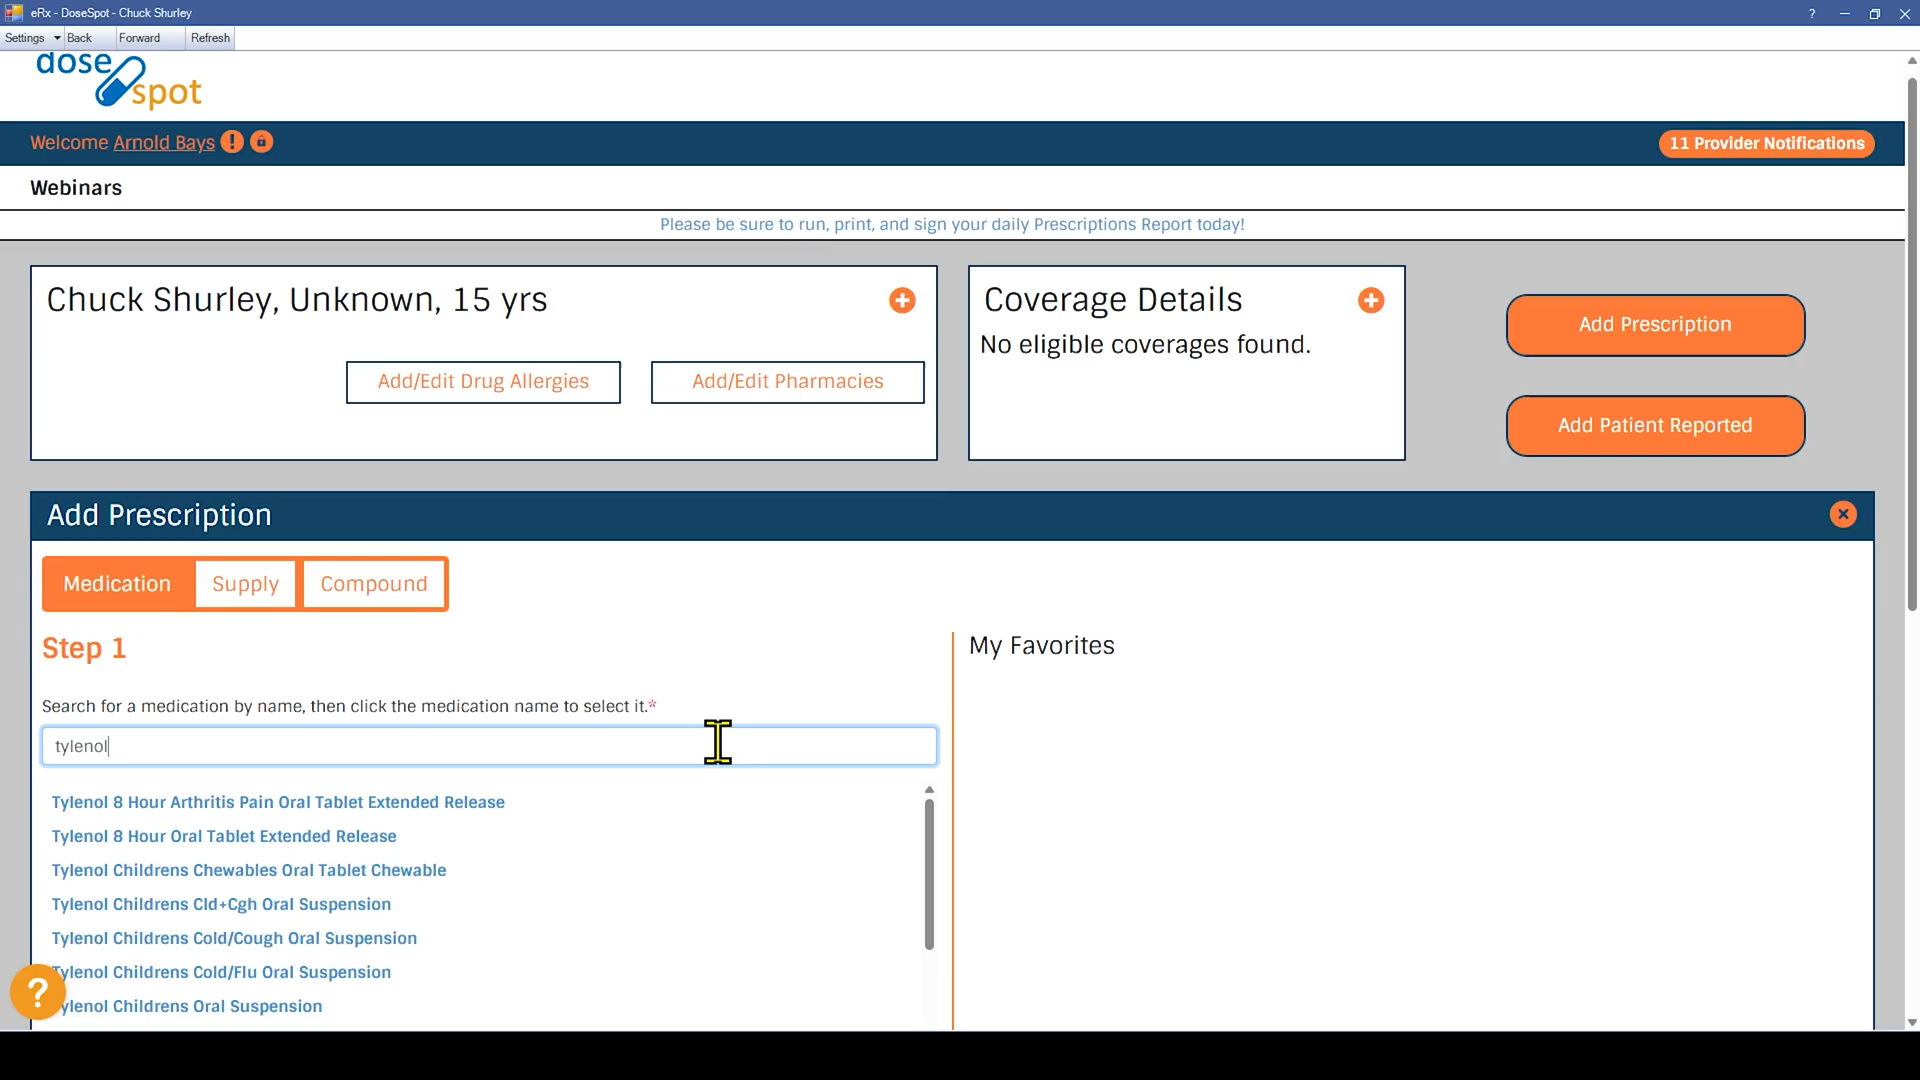 eRx - DoseSpot - Chuck Shurley
?
Settings Back Forward Refresh
dose
spot
Welcome Arnold Bays !
11 Provider Notifications
Webinars
Please be sure to run, print, and sign your daily Prescriptions Report today!
Chuck Shurley, Unknown, 15 yrs
Add/Edit Drug Allergies
Add/Edit Pharmacies
Coverage Details
No eligible coverages found.
Add Prescription
Add Patient Reported
Add Prescription
Medication
Supply
Compound
Step 1
Search for a medication by name, then click the medication name to select it.*
tylenol
Tylenol 8 Hour Arthritis Pain Oral Tablet Extended Release
Tylenol 8 Hour Oral Tablet Extended Release
Tylenol Childrens Chewables Oral Tablet Chewable
Tylenol Childrens Cld+Cgh Oral Suspension
Tylenol Childrens Cold/Cough Oral Suspension
Tylenol Childrens Cold/Flu Oral Suspension
Tylenol Childrens Oral Suspension
?
My Favorites